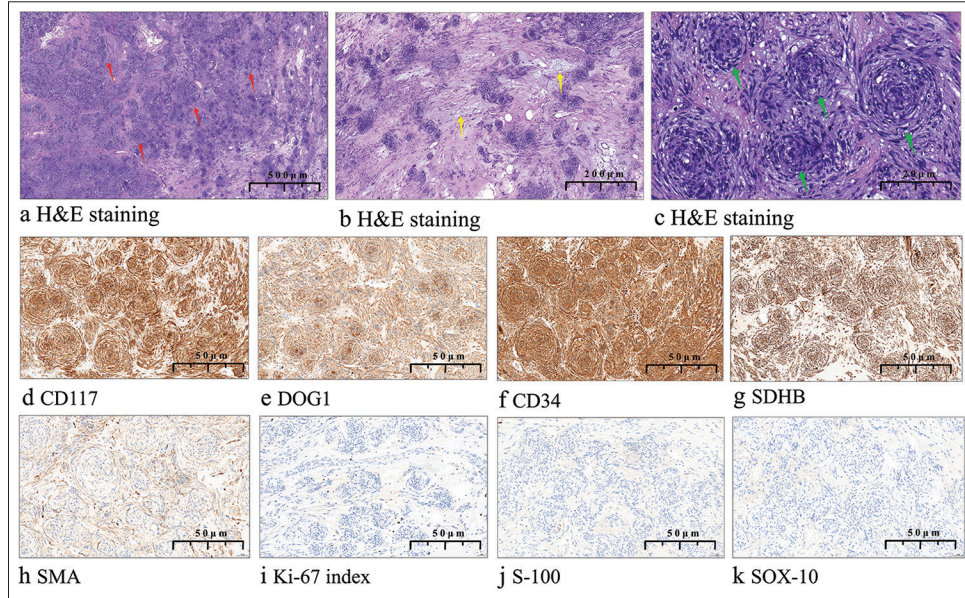 500μm
200μm
20μm
a H&E staining
b H&E staining
c H&E staining
50μm
50μm
50μm
50μm
d CD117
e DOG1
f CD34
g SDHB
50μm
50μm
50μm
50μm
h SMA
i Ki-67 index
j S-100
k SOX-10